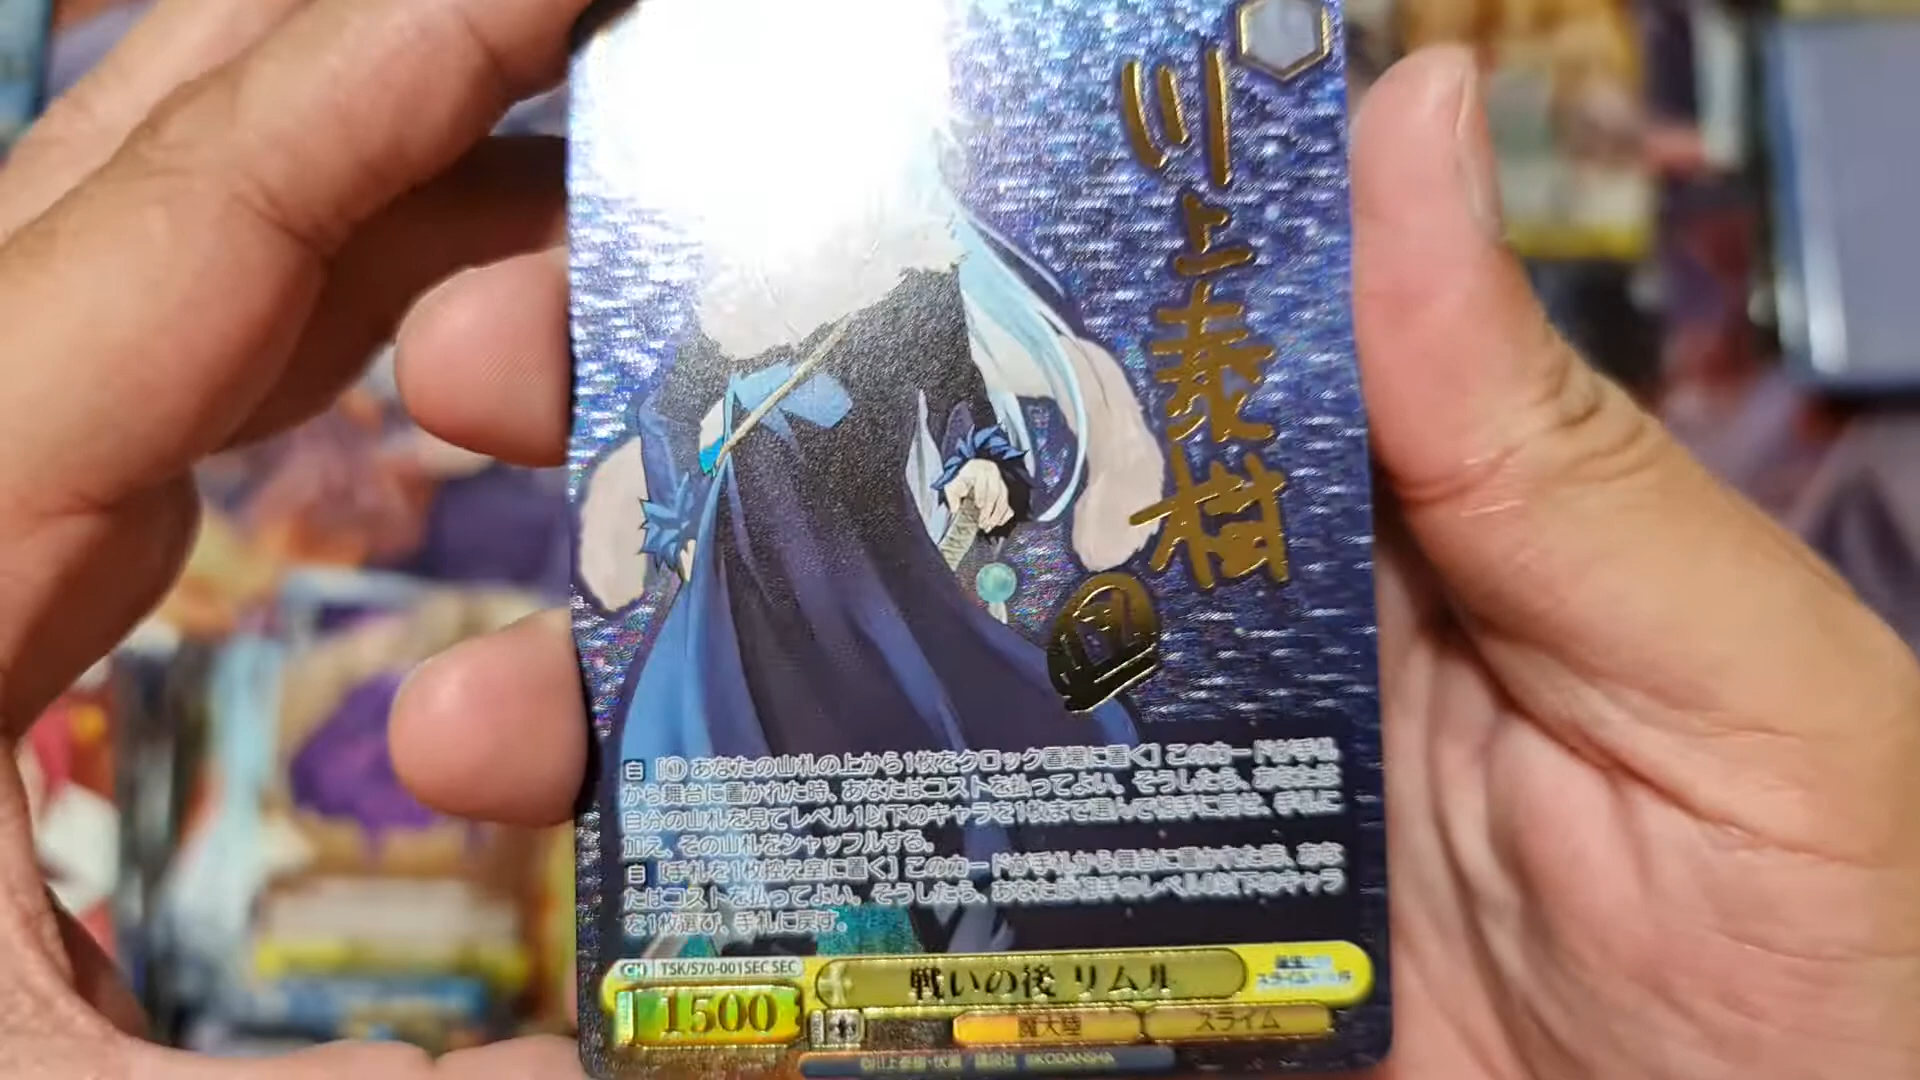 川上泰樹
自［① あなたの山札の上から1枚をクロック置場に置く］このカードが手札
から舞台に置かれた時、あなたはコストを払ってよい。そうしたら、あなたは
自分の山札を見てレベル1以下のキャラを1枚まで選んで相手に見せ、手札に
加え、その山札をシャッフルする。
自［手札を1枚控え室に置く］このカードが手札から舞台に置かれた時、あな
たはコストを払ってよい。そうしたら、あなたは相手のレベル1以下のキャラ
を1枚選び、手札に戻す。
CH TSK/S70-001SEC SEC
戦いの後 リムル
1500
魔大陸 スライム
©川上泰樹・伏瀬／講談社 ©KODANSHA